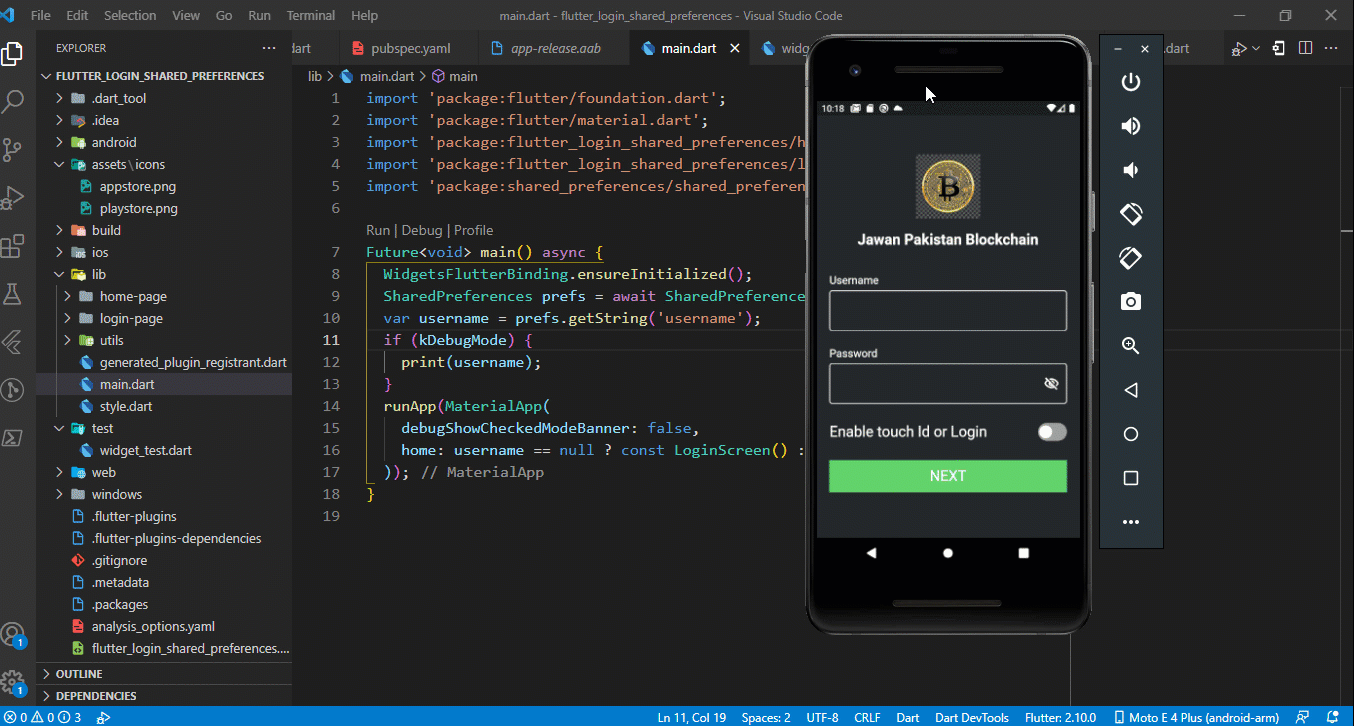 File Edit Selection View Go Run Terminal Help
main.dart - flutter_login_shared_preferences - Visual Studio Code
EXPLORER
pubspec.yaml
app-release.aab
main.dart
FLUTTER_LOGIN_SHARED_PREFERENCES
.dart_tool
.idea
android
assets\icons
appstore.png
playstore.png
build
ios
lib
home-page
login-page
utils
generated_plugin_registrant.dart
main.dart
style.dart
test
widget_test.dart
web
windows
.flutter-plugins
.flutter-plugins-dependencies
.gitignore
.metadata
.packages
analysis_options.yaml
flutter_login_shared_preferences....
OUTLINE
DEPENDENCIES
lib > main.dart > main
1 import 'package:flutter/foundation.dart';
2 import 'package:flutter/material.dart';
3 import 'package:flutter_login_shared_preferences/h
4 import 'package:flutter_login_shared_preferences/l
5 import 'package:shared_preferences/shared_preferen
6
Run | Debug | Profile
7 Future<void> main() async {
8 WidgetsFlutterBinding.ensureInitialized();
9 SharedPreferences prefs = await SharedPreference
10 var username = prefs.getString('username');
11 if (kDebugMode) {
12 print(username);
13 }
14 runApp(MaterialApp(
15 debugShowCheckedModeBanner: false,
16 home: username == null ? const LoginScreen() :
17 )); // MaterialApp
18 }
19
10:18
B
Jawan Pakistan Blockchain
Username
Password
Enable touch Id or Login
NEXT
1
1
0 0 3
Ln 11, Col 19 Spaces: 2 UTF-8 CRLF Dart Dart DevTools Flutter: 2.10.0 Moto E 4 Plus (android-arm)